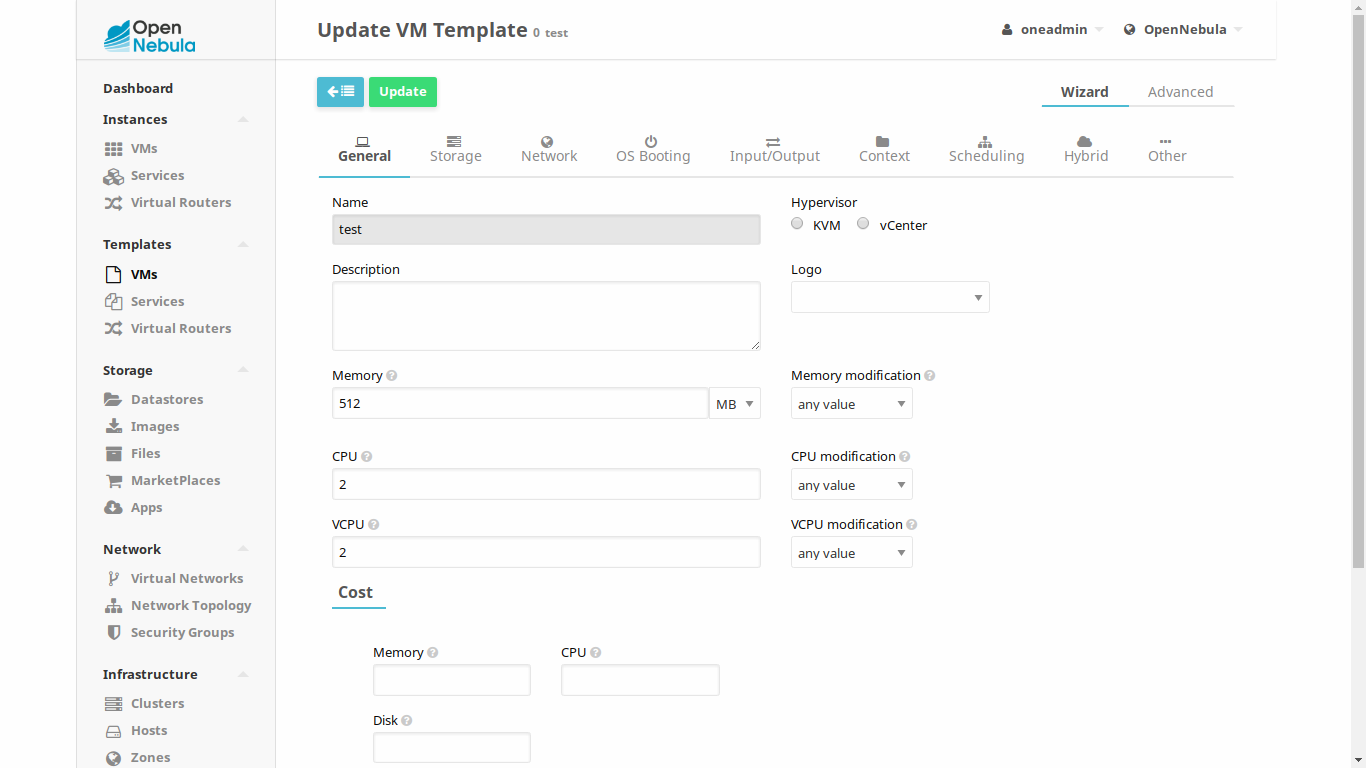 Open
Nebula
Update VM Template 0 test
oneadmin
OpenNebula
Dashboard
Instances
VMs
Services
Virtual Routers
Templates
VMs
Services
Virtual Routers
Storage
Datastores
Images
Files
MarketPlaces
Apps
Network
Virtual Networks
Network Topology
Security Groups
Infrastructure
Clusters
Hosts
Zones
Update
Wizard
Advanced
General
Storage
Network
OS Booting
Input/Output
Context
Scheduling
Hybrid
Other
Name
test
Hypervisor
KVM
vCenter
Description
Logo
Memory
512
MB
Memory modification
any value
CPU
2
CPU modification
any value
VCPU
2
VCPU modification
any value
Cost
Memory
CPU
Disk